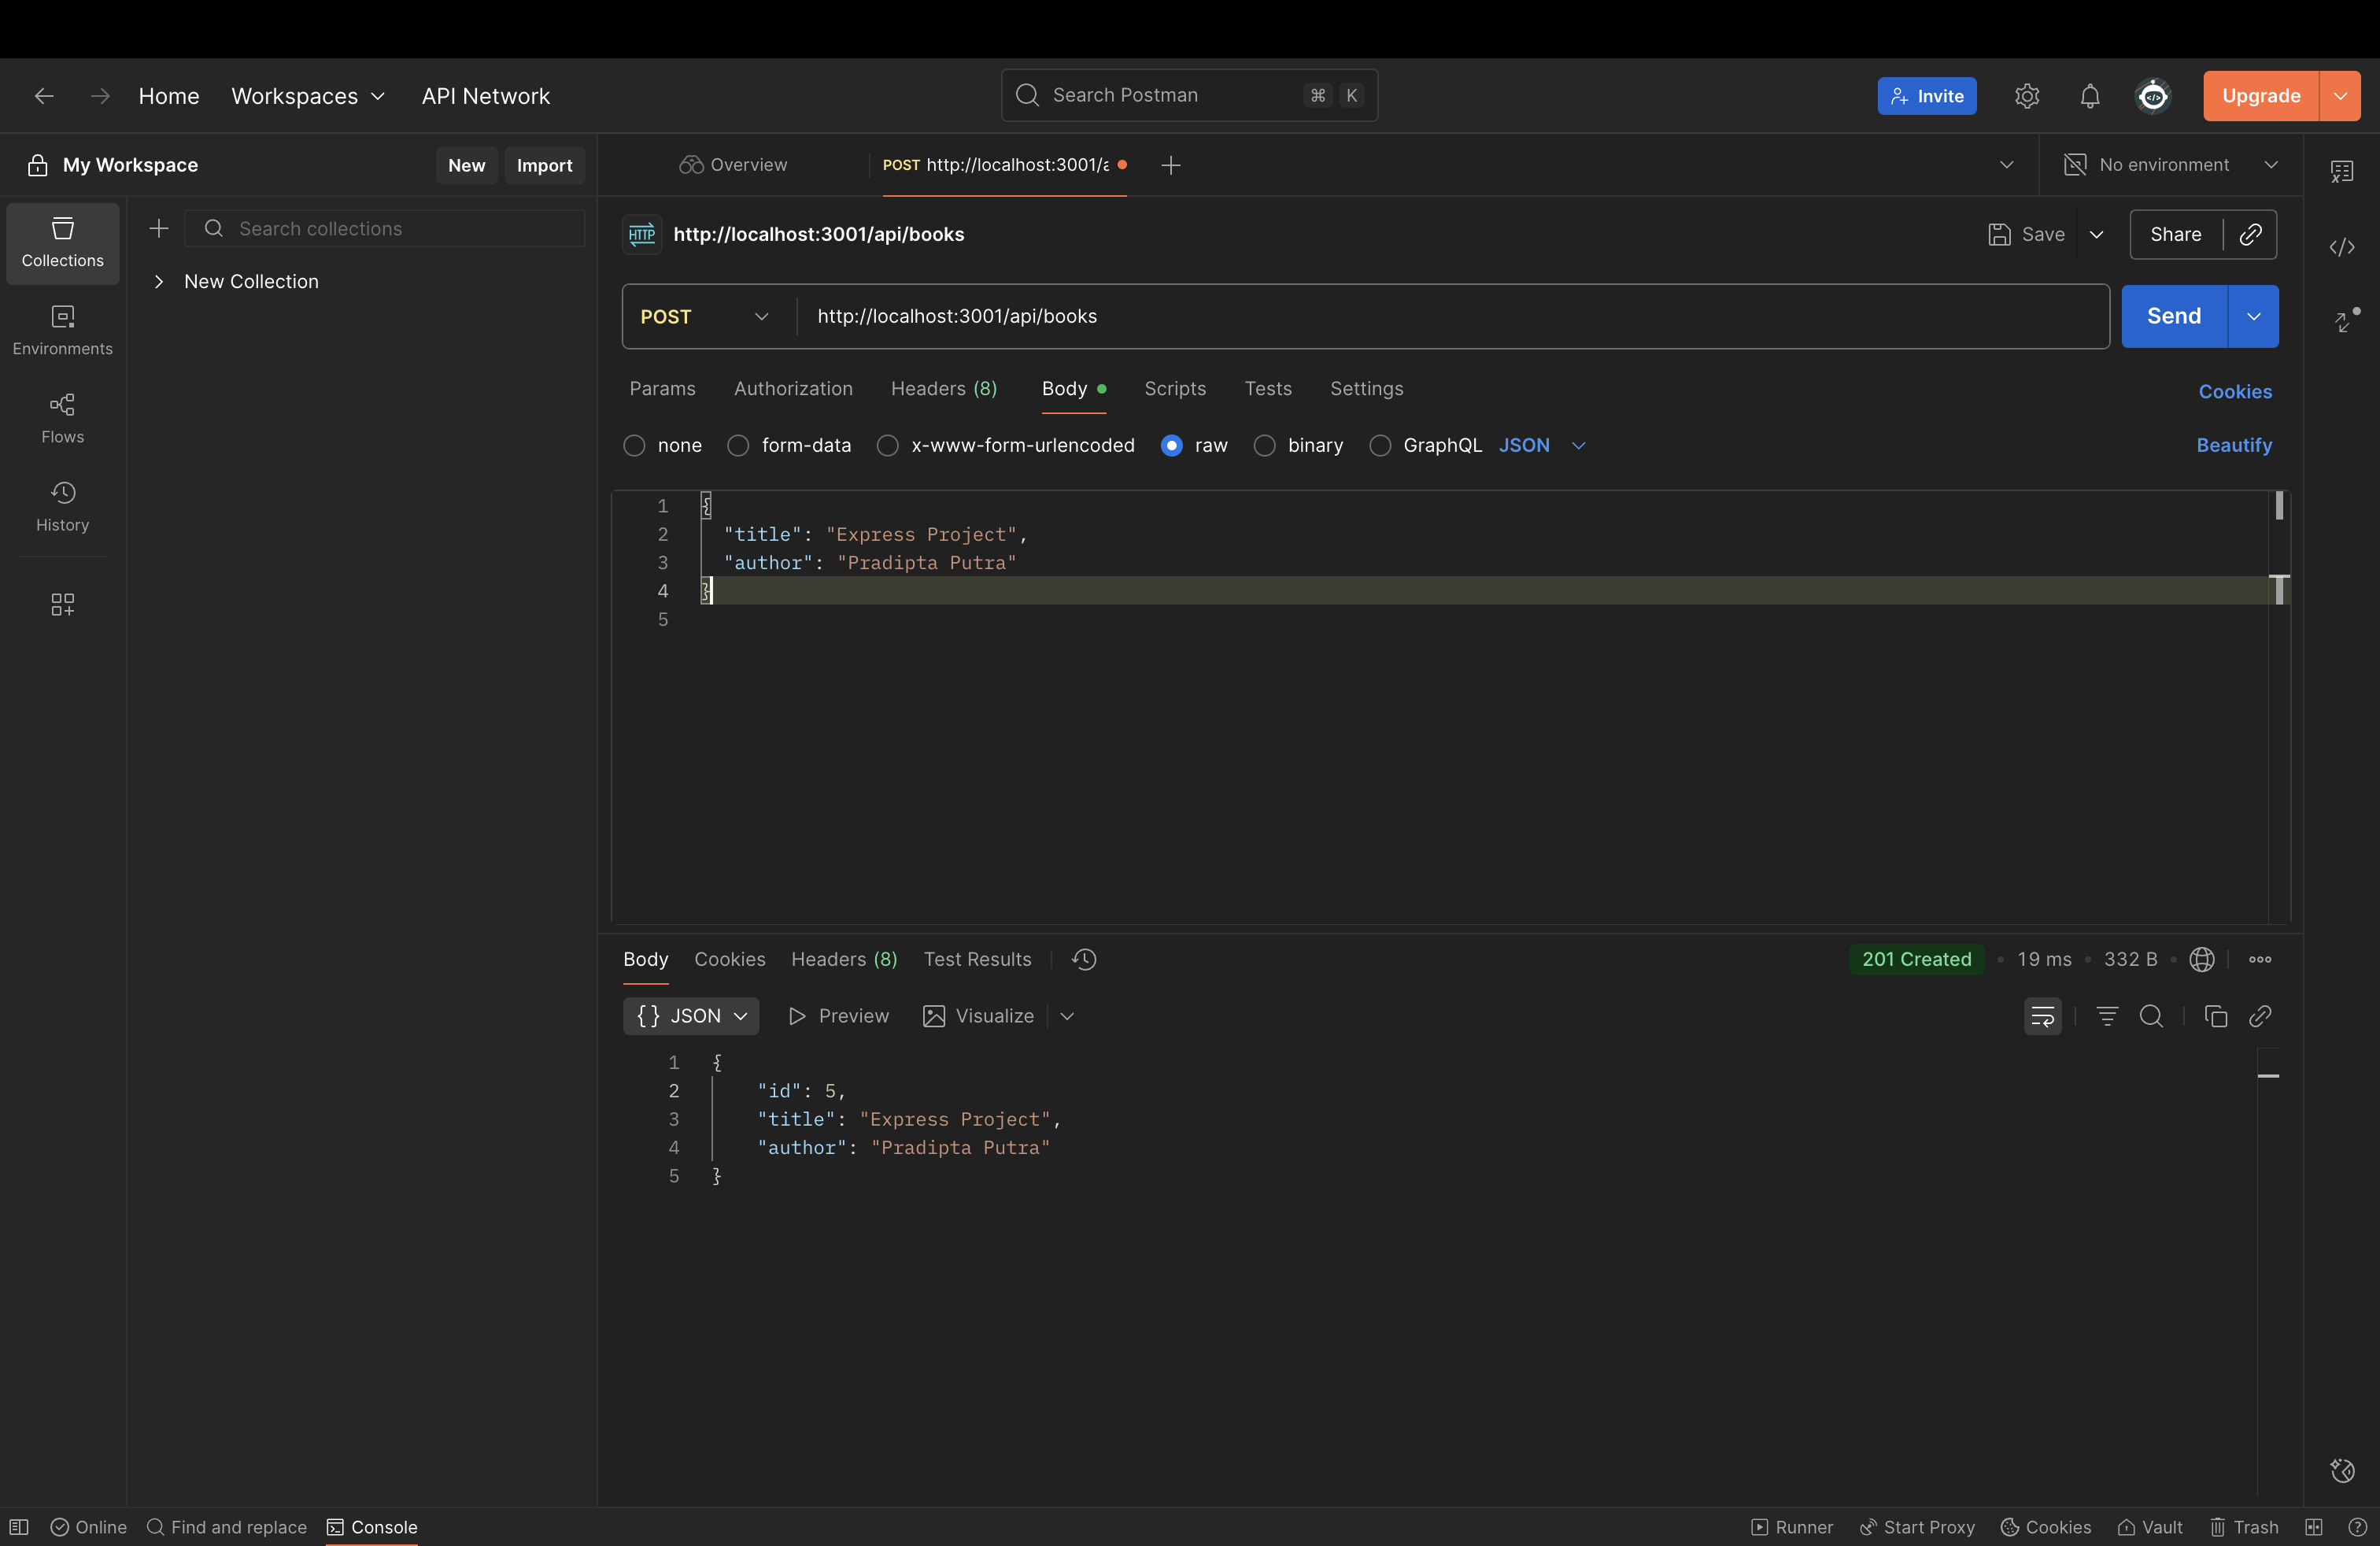 Home Workspaces API Network Search Postman ⌘ K Invite Upgrade
My Workspace New Import Overview POST http://localhost:3001/a No environment
Collections
Environments
Flows
History
Search collections
New Collection
HTTP http://localhost:3001/api/books Save Share
POST http://localhost:3001/api/books Send
Params Authorization Headers (8) Body Scripts Tests Settings Cookies
none form-data x-www-form-urlencoded raw binary GraphQL JSON Beautify
1 {
2 "title": "Express Project",
3 "author": "Pradipta Putra"
4 }
5
Body Cookies Headers (8) Test Results 201 Created • 19 ms • 332 B
{} JSON Preview Visualize
1 {
2 "id": 5,
3 "title": "Express Project",
4 "author": "Pradipta Putra"
5 }
Online Find and replace Console Runner Start Proxy Cookies Vault Trash